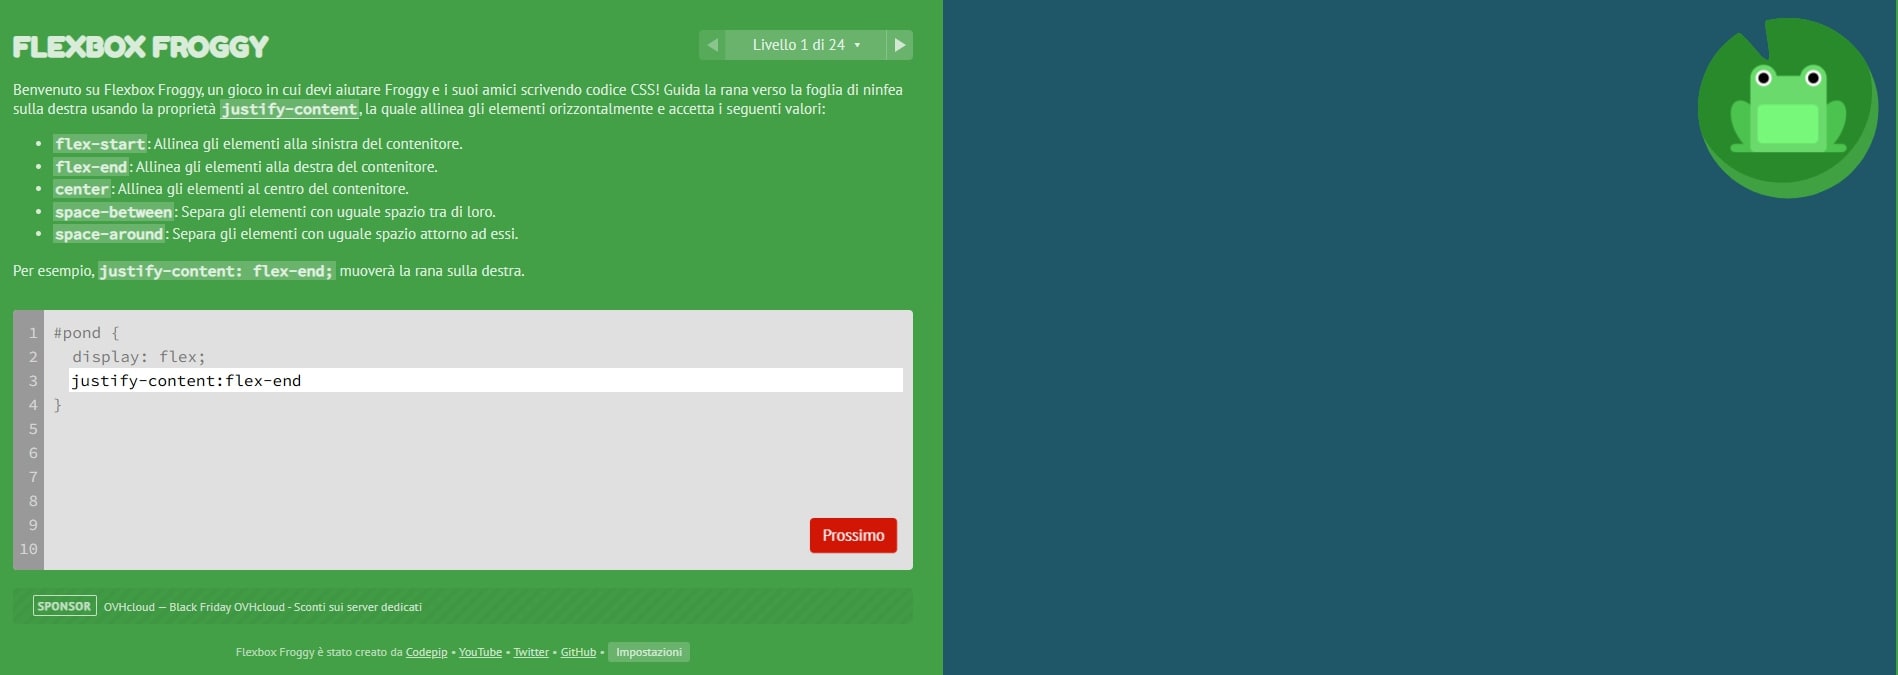 FLEXBOX FROGGY
Livello 1 di 24
Benvenuto su Flexbox Froggy, un gioco in cui devi aiutare Froggy e i suoi amici scrivendo codice CSS! Guida la rana verso la foglia di ninfea
sulla destra usando la proprietà justify-content, la quale allinea gli elementi orizzontalmente e accetta i seguenti valori:
• flex-start: Allinea gli elementi alla sinistra del contenitore.
• flex-end: Allinea gli elementi alla destra del contenitore.
• center: Allinea gli elementi al centro del contenitore.
• space-between: Separa gli elementi con uguale spazio tra di loro.
• space-around: Separa gli elementi con uguale spazio attorno ad essi.
Per esempio, justify-content: flex-end; muoverà la rana sulla destra.
1 #pond {
2 display: flex;
3 justify-content:flex-end
4 }
5
6
7
8
9
10
Prossimo
SPONSOR OVHcloud — Black Friday OVHcloud - Sconti sui server dedicati
Flexbox Froggy è stato creato da Codepip • YouTube • Twitter • GitHub • Impostazioni